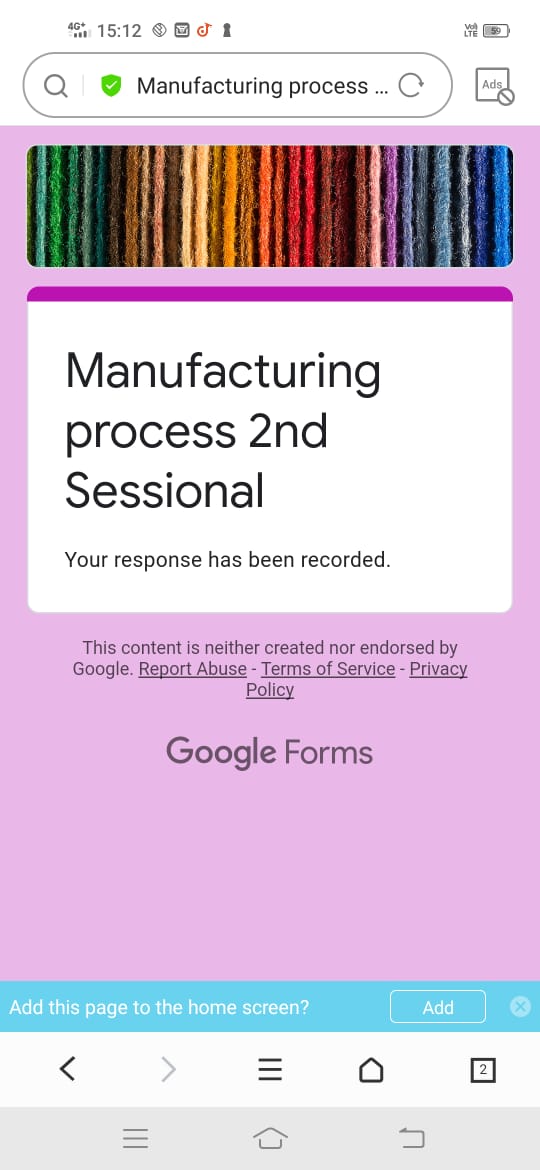 4G+ 15:12
Vo) LTE 59
Manufacturing process ...
Ads
Manufacturing
process 2nd
Sessional
Your response has been recorded.
This content is neither created nor endorsed by
Google. Report Abuse - Terms of Service - Privacy
Policy
Google Forms
Add this page to the home screen?
Add
2